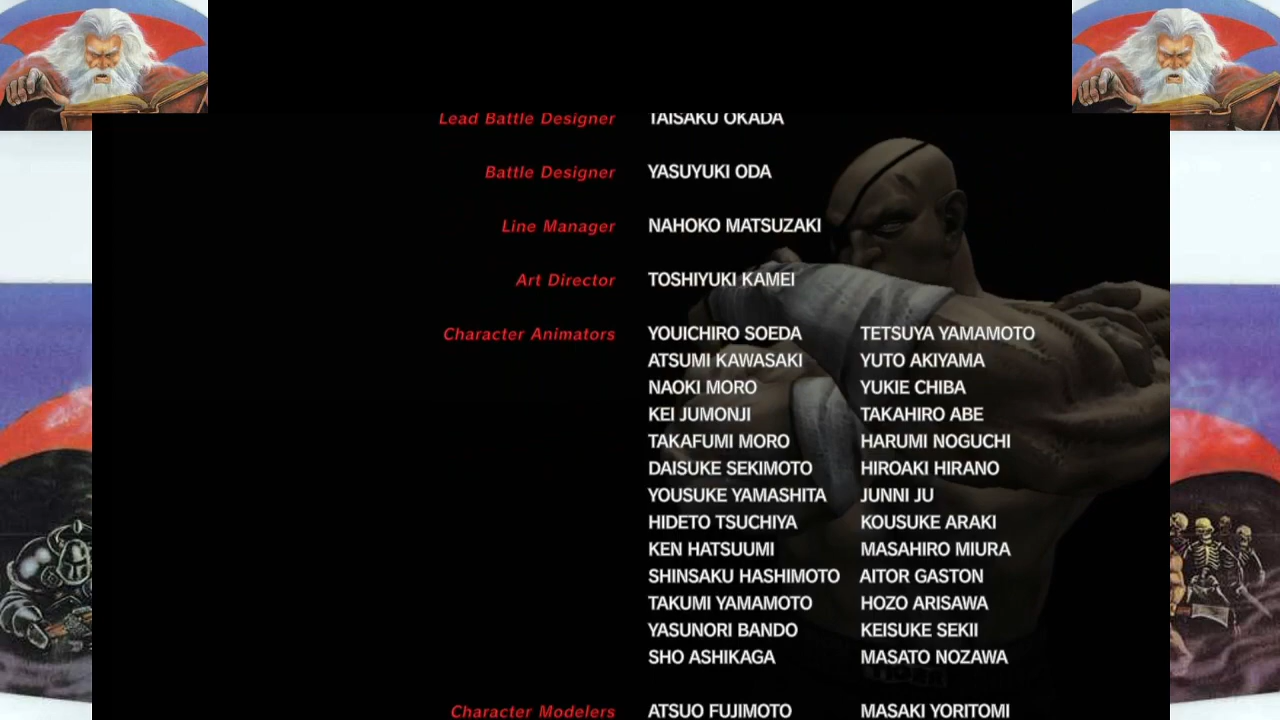 Lead Battle Designer TAISAKU OKADA
Battle Designer YASUYUKI ODA
Line Manager NAHOKO MATSUZAKI
Art Director TOSHIYUKI KAMEI
Character Animators YOUICHIRO SOEDA TETSUYA YAMAMOTO
ATSUMI KAWASAKI YUTO AKIYAMA
NAOKI MORO YUKIE CHIBA
KEI JUMONJI TAKAHIRO ABE
TAKAFUMI MORO HARUMI NOGUCHI
DAISUKE SEKIMOTO HIROAKI HIRANO
YOUSUKE YAMASHITA JUNNI JU
HIDETO TSUCHIYA KOUSUKE ARAKI
KEN HATSUUMI MASAHIRO MIURA
SHINSAKU HASHIMOTO AITOR GASTON
TAKUMI YAMAMOTO HOZO ARISAWA
YASUNORI BANDO KEISUKE SEKII
SHO ASHIKAGA MASATO NOZAWA
Character Modelers ATSUO FUJIMOTO MASAKI YORITOMI